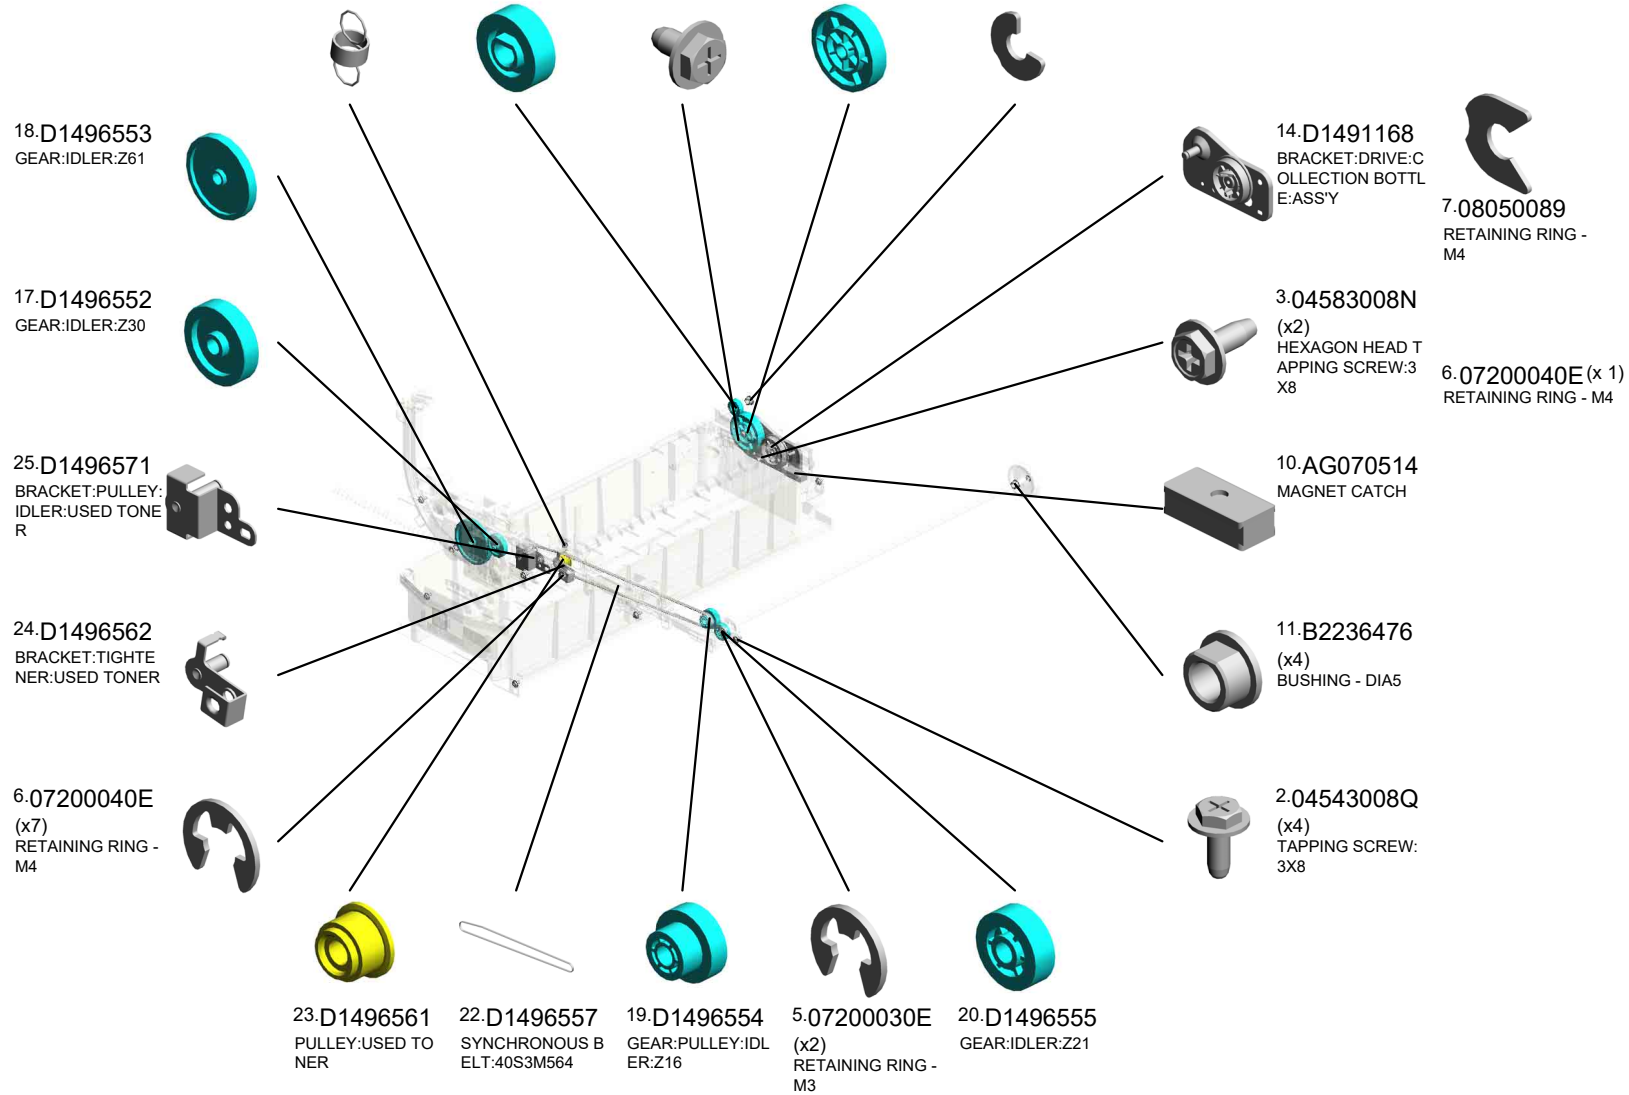 18.D1496553
GEAR:IDLER:Z61
17.D1496552
GEAR:IDLER:Z30
25.D1496571
BRACKET:PULLEY:
IDLER:USED TONE
R
24.D1496562
BRACKET:TIGHTE
NER:USED TONER
6.07200040E
(x7)
RETAINING RING -
M4
14.D1491168
BRACKET:DRIVE:C
OLLECTION BOTTL
E:ASS'Y
7.08050089
RETAINING RING -
M4
3.04583008N
(x2)
HEXAGON HEAD T
APPING SCREW:3
X8
6.07200040E (x 1)
RETAINING RING - M4
10.AG070514
MAGNET CATCH
11.B2236476
(x4)
BUSHING - DIA5
2.04543008Q
(x4)
TAPPING SCREW:
3X8
23.D1496561
PULLEY:USED TO
NER
22.D1496557
SYNCHRONOUS B
ELT:40S3M564
19.D1496554
GEAR:PULLEY:IDL
ER:Z16
5.07200030E
(x2)
RETAINING RING -
M3
20.D1496555
GEAR:IDLER:Z21